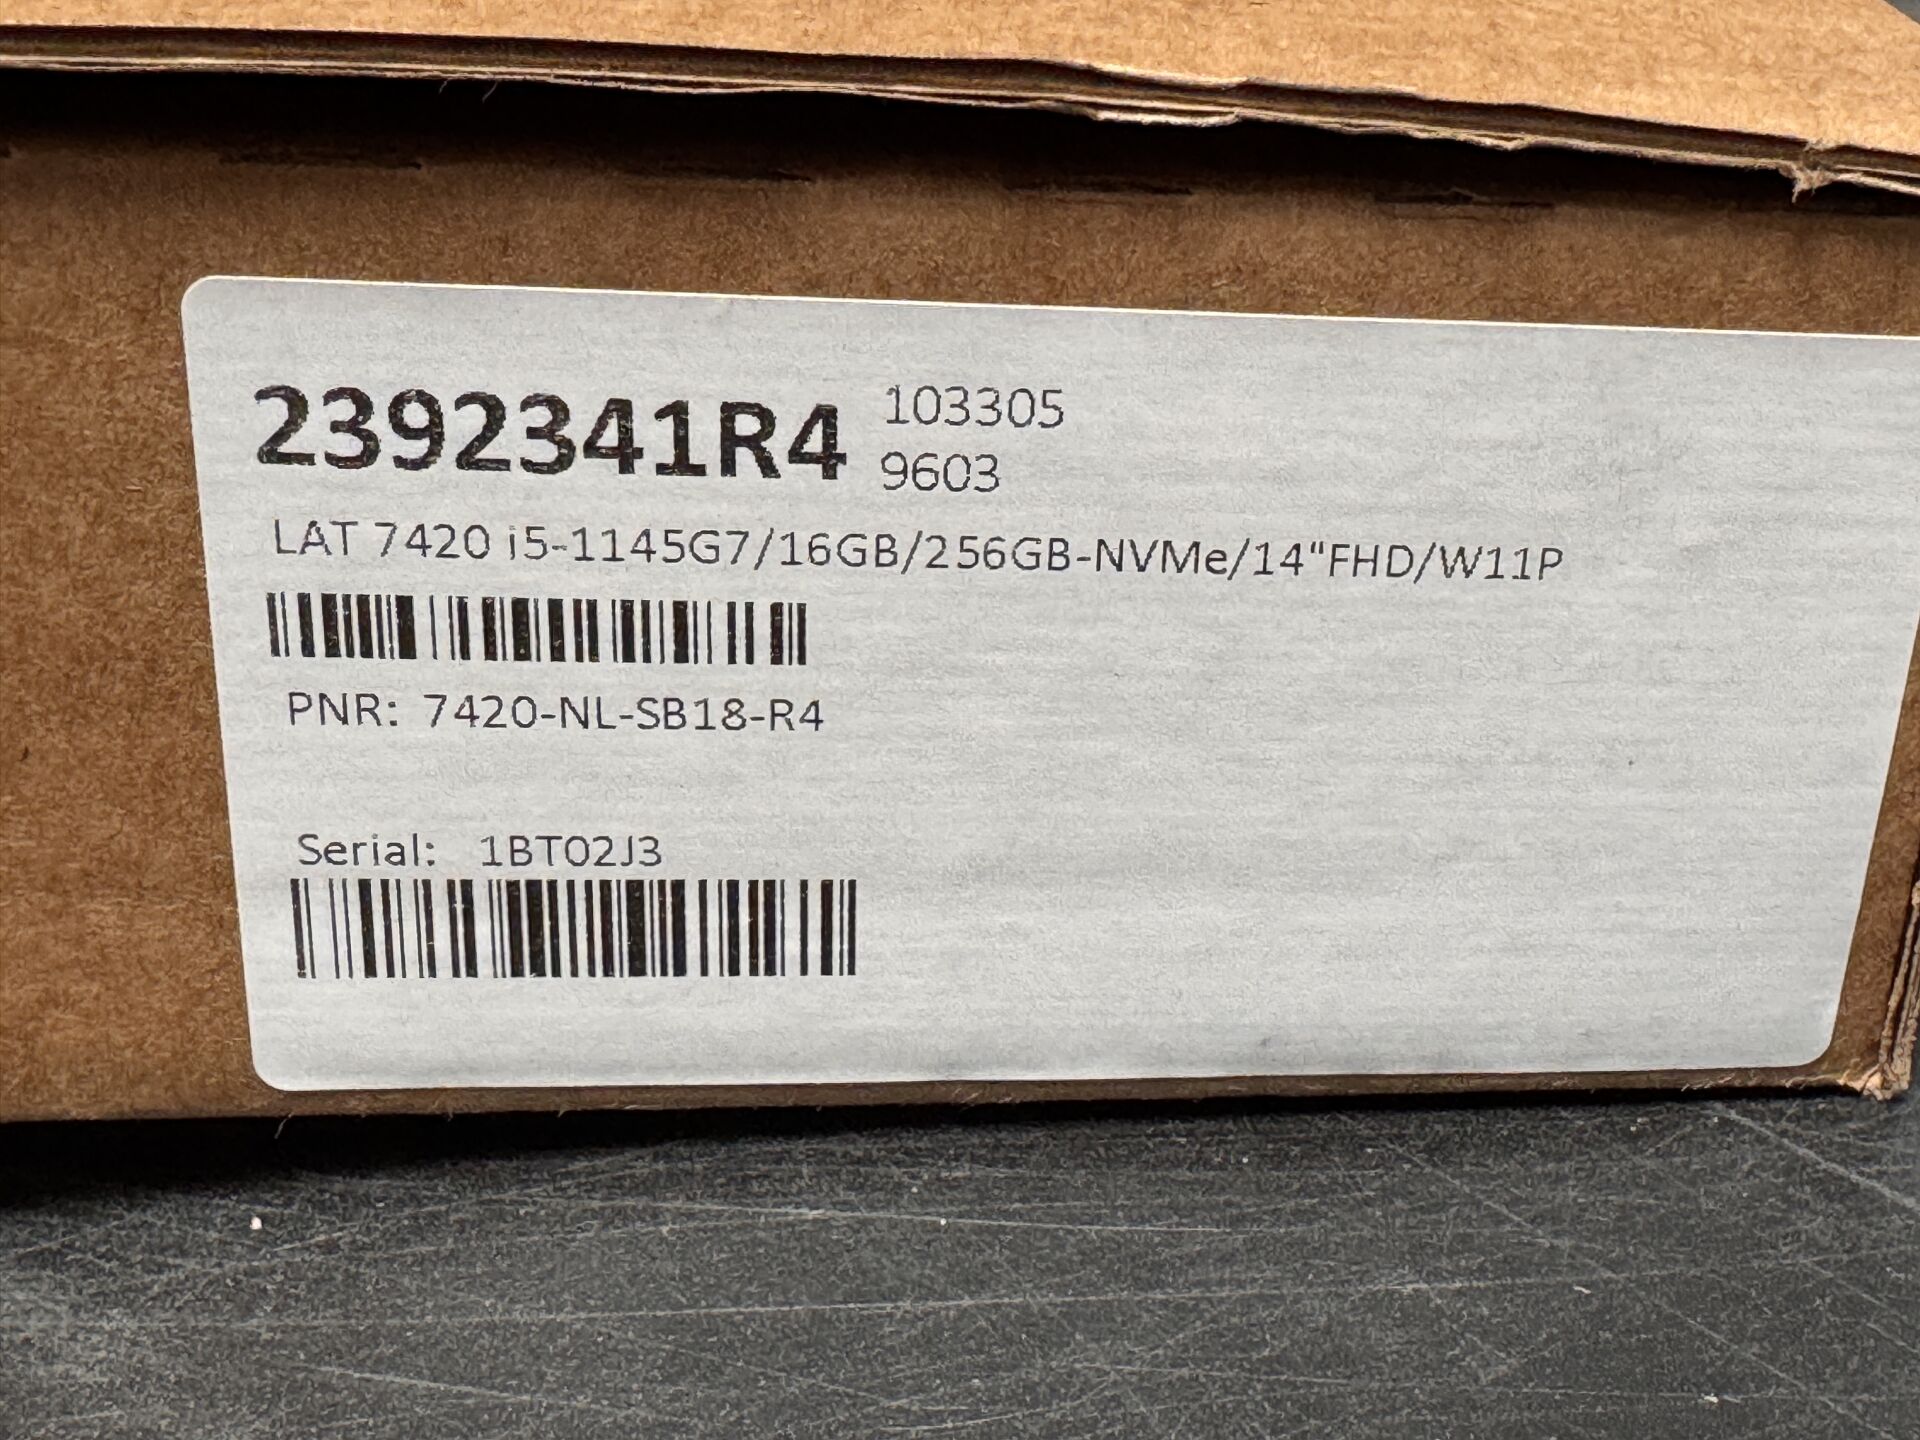 2392341R4 103305
9603
LAT 7420 i5-1145G7/16GB/256GB-NVMe/14"FHD/W11P
PNR: 7420-NL-SB18-R4
Serial: 1BT02J3